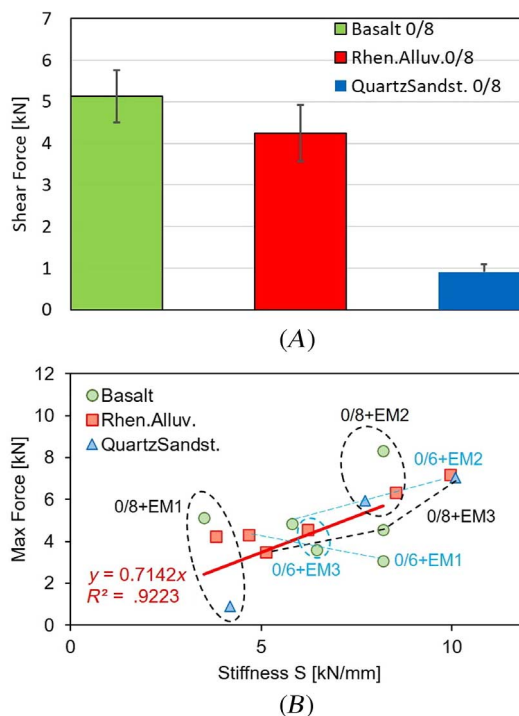 7
6
5
4
3
2
1
0
Shear Force [kN]
Basalt 0/8
Rhen.Alluv.0/8
QuartzSandst. 0/8
(A)
12
10
8
6
4
2
0
Max Force [kN]
Basalt
Rhen.Alluv.
QuartzSandst.
0/8+EM2
0/6+EM2
0/8+EM1
0/8+EM3
0/6+EM3
0/6+EM1
y = 0.7142x
R² = .9223
0 5 10
Stiffness S [kN/mm]
(B)